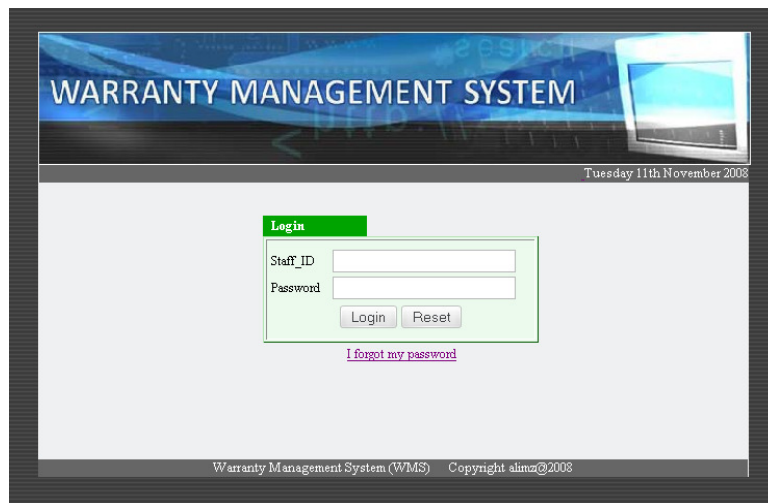 WARRANTY MANAGEMENT SYSTEM
Tuesday 11th November 2008
Login
Staff_ID
Password
Login Reset
I forgot my password
Warranty Management System (WMS) Copyright alimz@2008